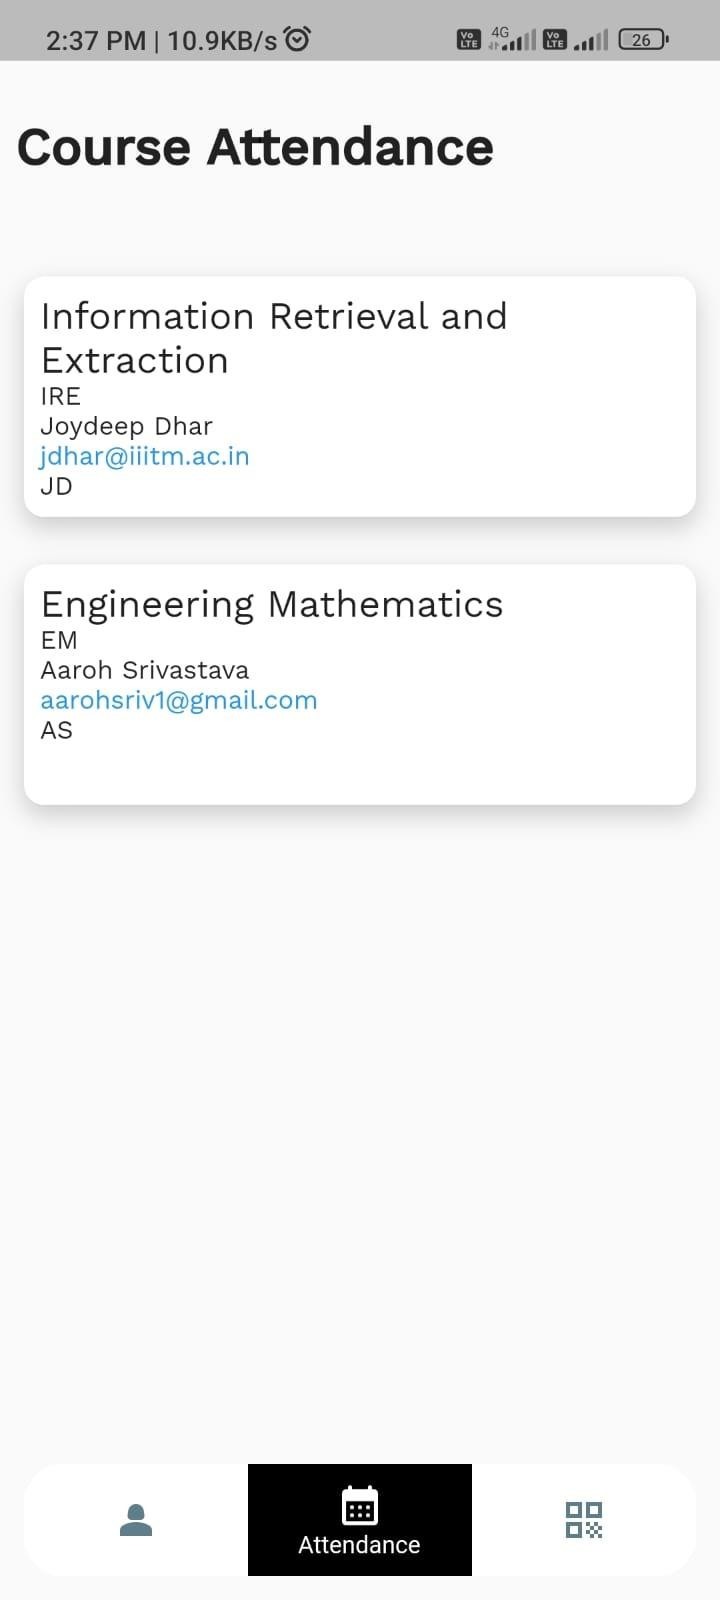 2:37 PM | 10.9KB/s
Vo LTE 4G Vo LTE 26
Course Attendance
Information Retrieval and
Extraction
IRE
Joydeep Dhar
jdhar@iiitm.ac.in
JD
Engineering Mathematics
EM
Aaroh Srivastava
aarohsriv1@gmail.com
AS
Attendance